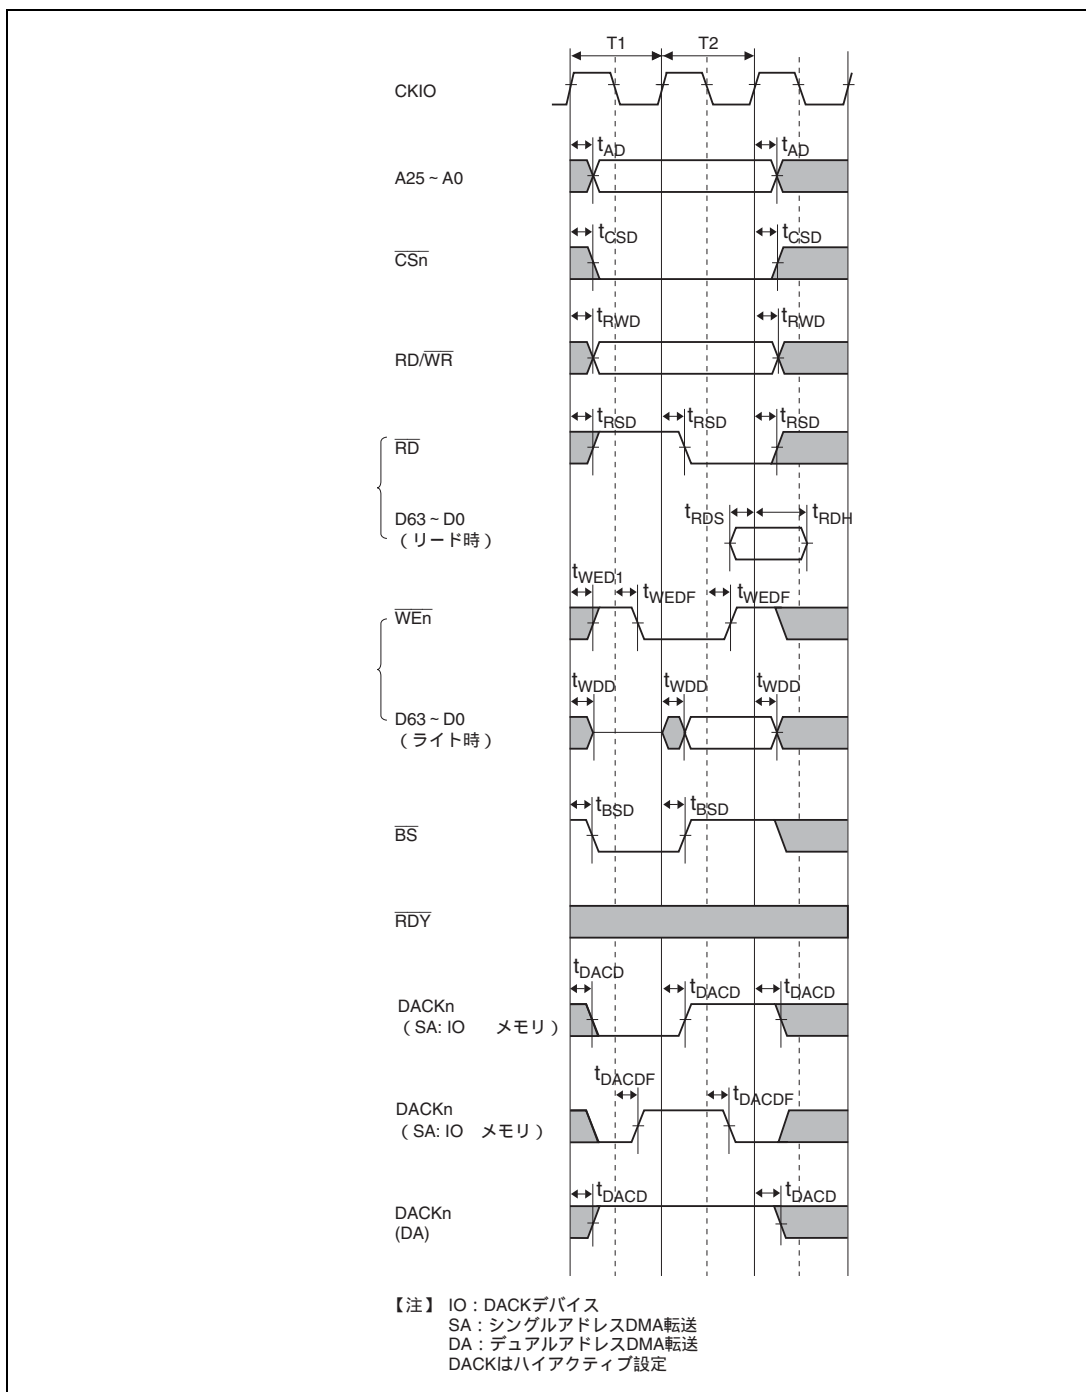 T1 T2
CKIO
tAD tAD
A25~A0
tCSD tCSD
CSn
tRWD tRWD
RD/WR
tRSD tRSD tRSD
RD
tRDS tRDH
D63~D0
(リード時)
tWED1 tWEDF tWEDF
WEn
tWDD tWDD tWDD
D63~D0
(ライト時)
tBSD tBSD
BS
RDY
tDACD tDACD tDACD
DACKn
(SA: IO メモリ)
tDACDF tDACDF
DACKn
(SA: IO メモリ)
tDACD tDACD
DACKn
(DA)
【注】 IO:DACKデバイス
SA:シングルアドレスDMA転送
DA:デュアルアドレスDMA転送
DACKはハイアクティブ設定